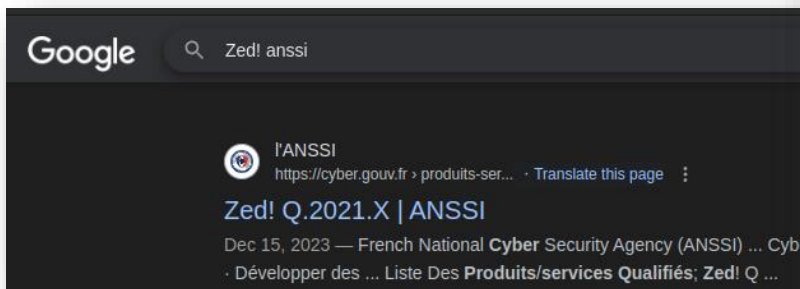 Google
Zed! anssi
l'ANSSI
https://cyber.gouv.fr › produits-ser... · Translate this page
Zed! Q.2021.X | ANSSI
Dec 15, 2023 — French National Cyber Security Agency (ANSSI) ... Cyb
· Développer des ... Liste Des Produits/services Qualifiés; Zed! Q ...